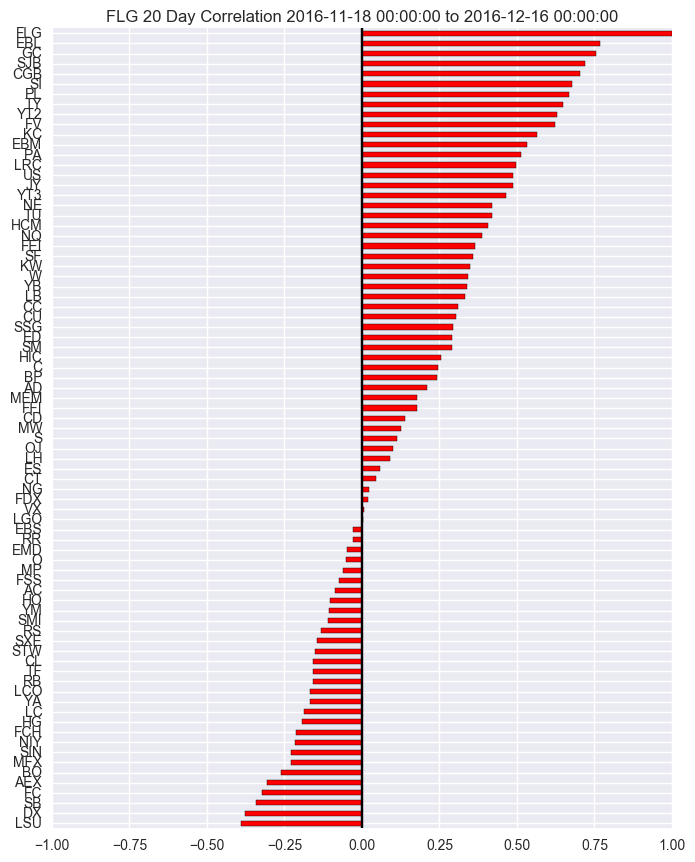 FLG 20 Day Correlation 2016-11-18 00:00:00 to 2016-12-16 00:00:00
FLG
EBL
GC
SJB
CGB
SI
PL
TY
YT2
FV
KC
EBM
PA
LRC
US
JY
YT3
NE
TU
HCM
NQ
FEI
SF
KW
W
YB
LB
CC
CU
SSG
ED
SM
HIC
C
BP
AD
MEM
FFI
CD
MW
S
OJ
LH
ES
CT
NG
FDX
VX
LGO
EBS
RR
EMD
O
MP
FSS
AC
HO
YM
SMI
RS
SXE
STW
CL
TF
RB
LCO
YA
LC
HG
FCH
NIY
SIN
MFX
BO
AEX
FC
SB
DX
LSU
−1.00 −0.75 −0.50 −0.25 0.00 0.25 0.50 0.75 1.00